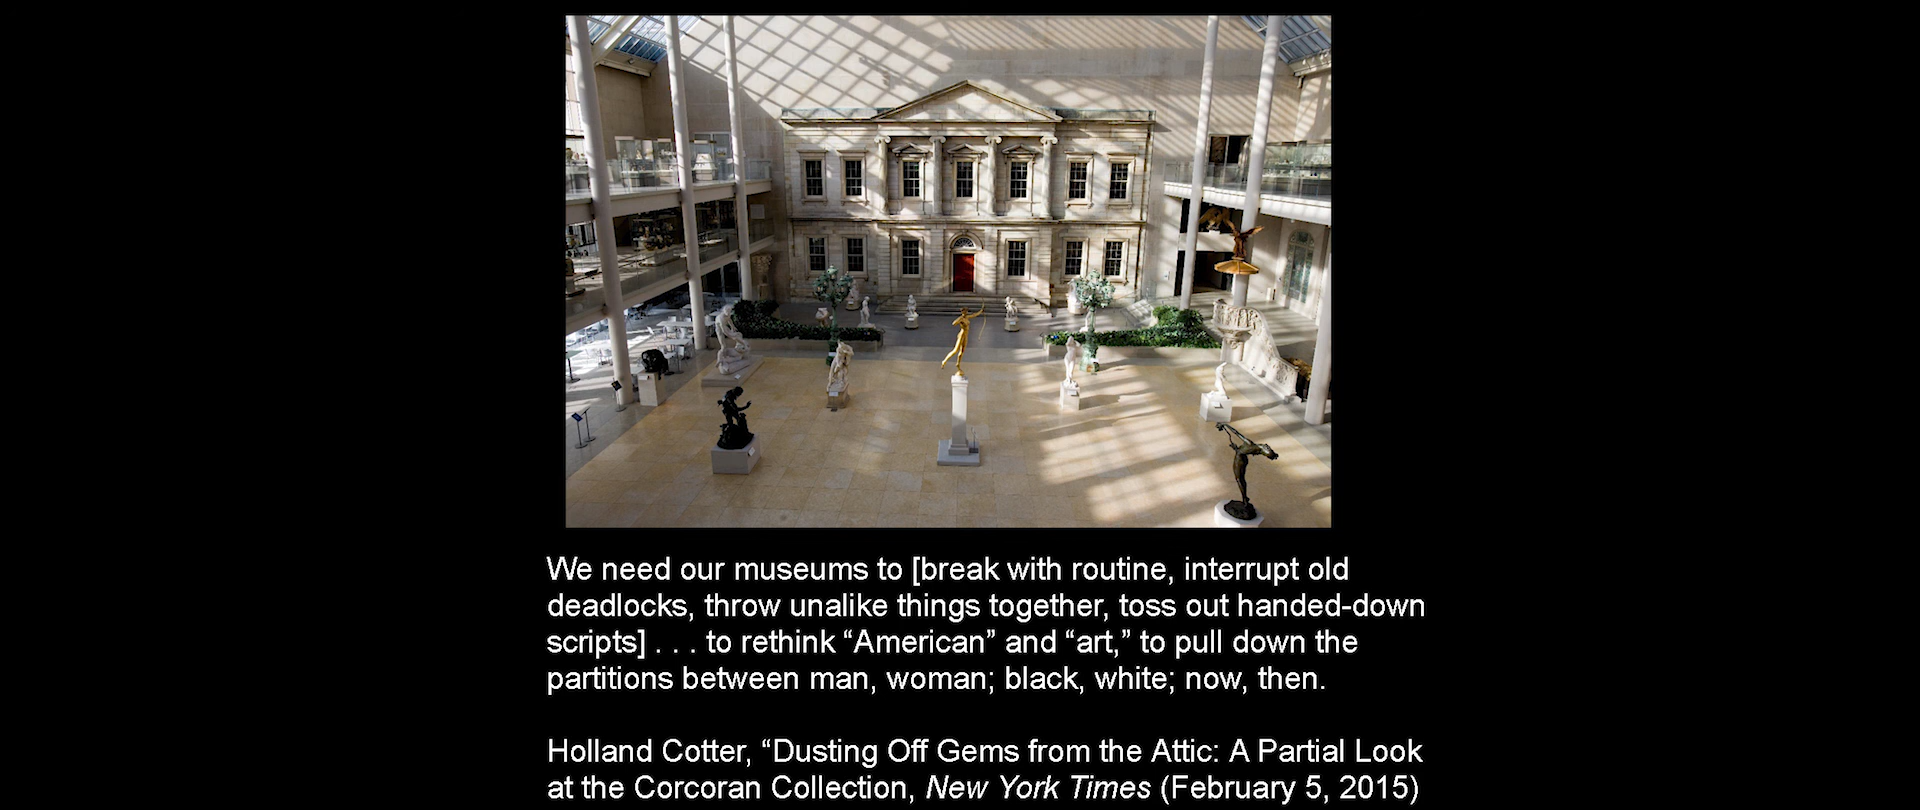 We need our museums to [break with routine, interrupt old
deadlocks, throw unalike things together, toss out handed-down
scripts] . . . to rethink “American” and “art,” to pull down the
partitions between man, woman; black, white; now, then.
Holland Cotter, “Dusting Off Gems from the Attic: A Partial Look
at the Corcoran Collection, New York Times (February 5, 2015)